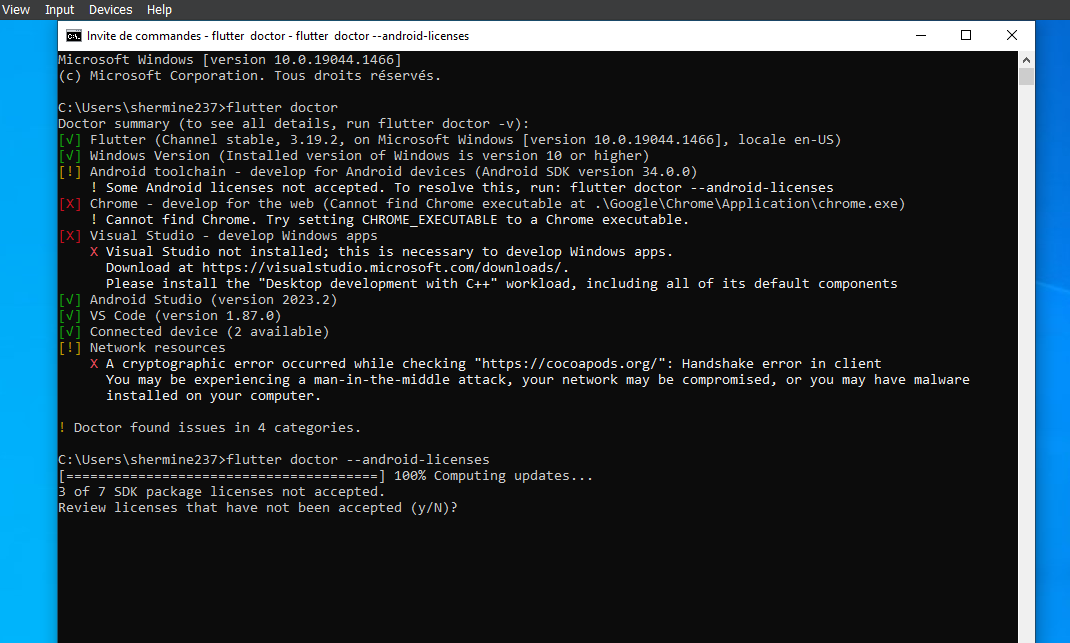 View Input Devices Help
Invite de commandes - flutter doctor - flutter doctor --android-licenses
Microsoft Windows [version 10.0.19044.1466]
(c) Microsoft Corporation. Tous droits réservés.
C:\Users\shermine237>flutter doctor
Doctor summary (to see all details, run flutter doctor -v):
[√] Flutter (Channel stable, 3.19.2, on Microsoft Windows [version 10.0.19044.1466], locale en-US)
[√] Windows Version (Installed version of Windows is version 10 or higher)
[!] Android toolchain - develop for Android devices (Android SDK version 34.0.0)
! Some Android licenses not accepted. To resolve this, run: flutter doctor --android-licenses
[X] Chrome - develop for the web (Cannot find Chrome executable at .\Google\Chrome\Application\chrome.exe)
! Cannot find Chrome. Try setting CHROME_EXECUTABLE to a Chrome executable.
[X] Visual Studio - develop Windows apps
X Visual Studio not installed; this is necessary to develop Windows apps.
Download at https://visualstudio.microsoft.com/downloads/.
Please install the "Desktop development with C++" workload, including all of its default components
[√] Android Studio (version 2023.2)
[√] VS Code (version 1.87.0)
[√] Connected device (2 available)
[!] Network resources
X A cryptographic error occurred while checking "https://cocoapods.org/": Handshake error in client
You may be experiencing a man-in-the-middle attack, your network may be compromised, or you may have malware
installed on your computer.
! Doctor found issues in 4 categories.
C:\Users\shermine237>flutter doctor --android-licenses
[=======================================] 100% Computing updates...
3 of 7 SDK package licenses not accepted.
Review licenses that have not been accepted (y/N)?